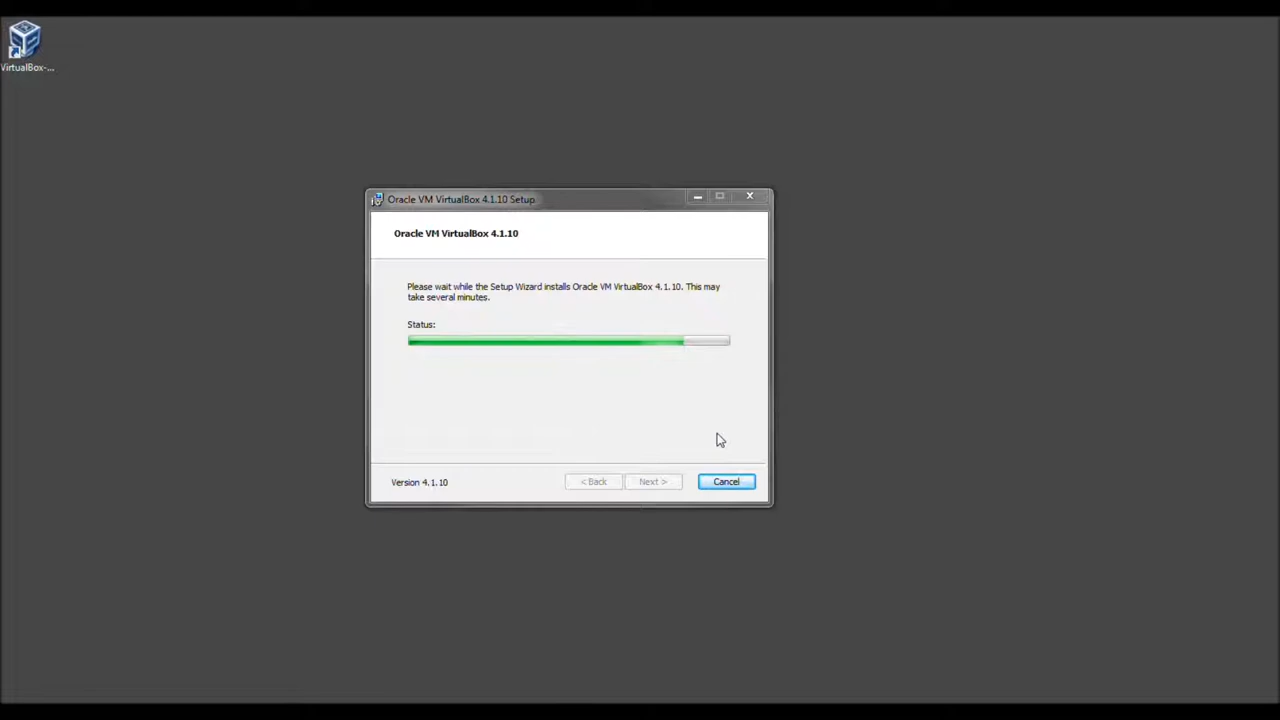 VirtualBox-...
Oracle VM VirtualBox 4.1.10 Setup
Oracle VM VirtualBox 4.1.10
Please wait while the Setup Wizard installs Oracle VM VirtualBox 4.1.10. This may
take several minutes.
Status:
Version 4.1.10
< Back
Next >
Cancel